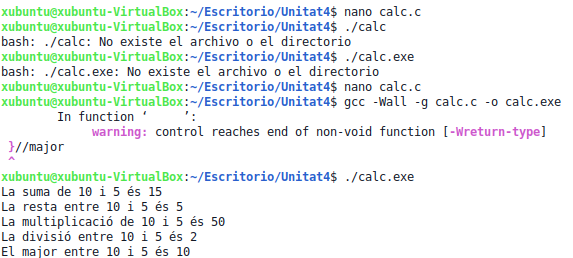 xubuntu@xubuntu-VirtualBox:~/Escritorio/Unitat4$ nano calc.c
xubuntu@xubuntu-VirtualBox:~/Escritorio/Unitat4$ ./calc
bash: ./calc: No existe el archivo o el directorio
xubuntu@xubuntu-VirtualBox:~/Escritorio/Unitat4$ ./calc.exe
bash: ./calc.exe: No existe el archivo o el directorio
xubuntu@xubuntu-VirtualBox:~/Escritorio/Unitat4$ nano calc.c
xubuntu@xubuntu-VirtualBox:~/Escritorio/Unitat4$ gcc -Wall -g calc.c -o calc.exe
In function ‘     ’:
warning: control reaches end of non-void function [-Wreturn-type]
}//major
^
xubuntu@xubuntu-VirtualBox:~/Escritorio/Unitat4$ ./calc.exe
La suma de 10 i 5 és 15
La resta entre 10 i 5 és 5
La multiplicació de 10 i 5 és 50
La divisió entre 10 i 5 és 2
El major entre 10 i 5 és 10